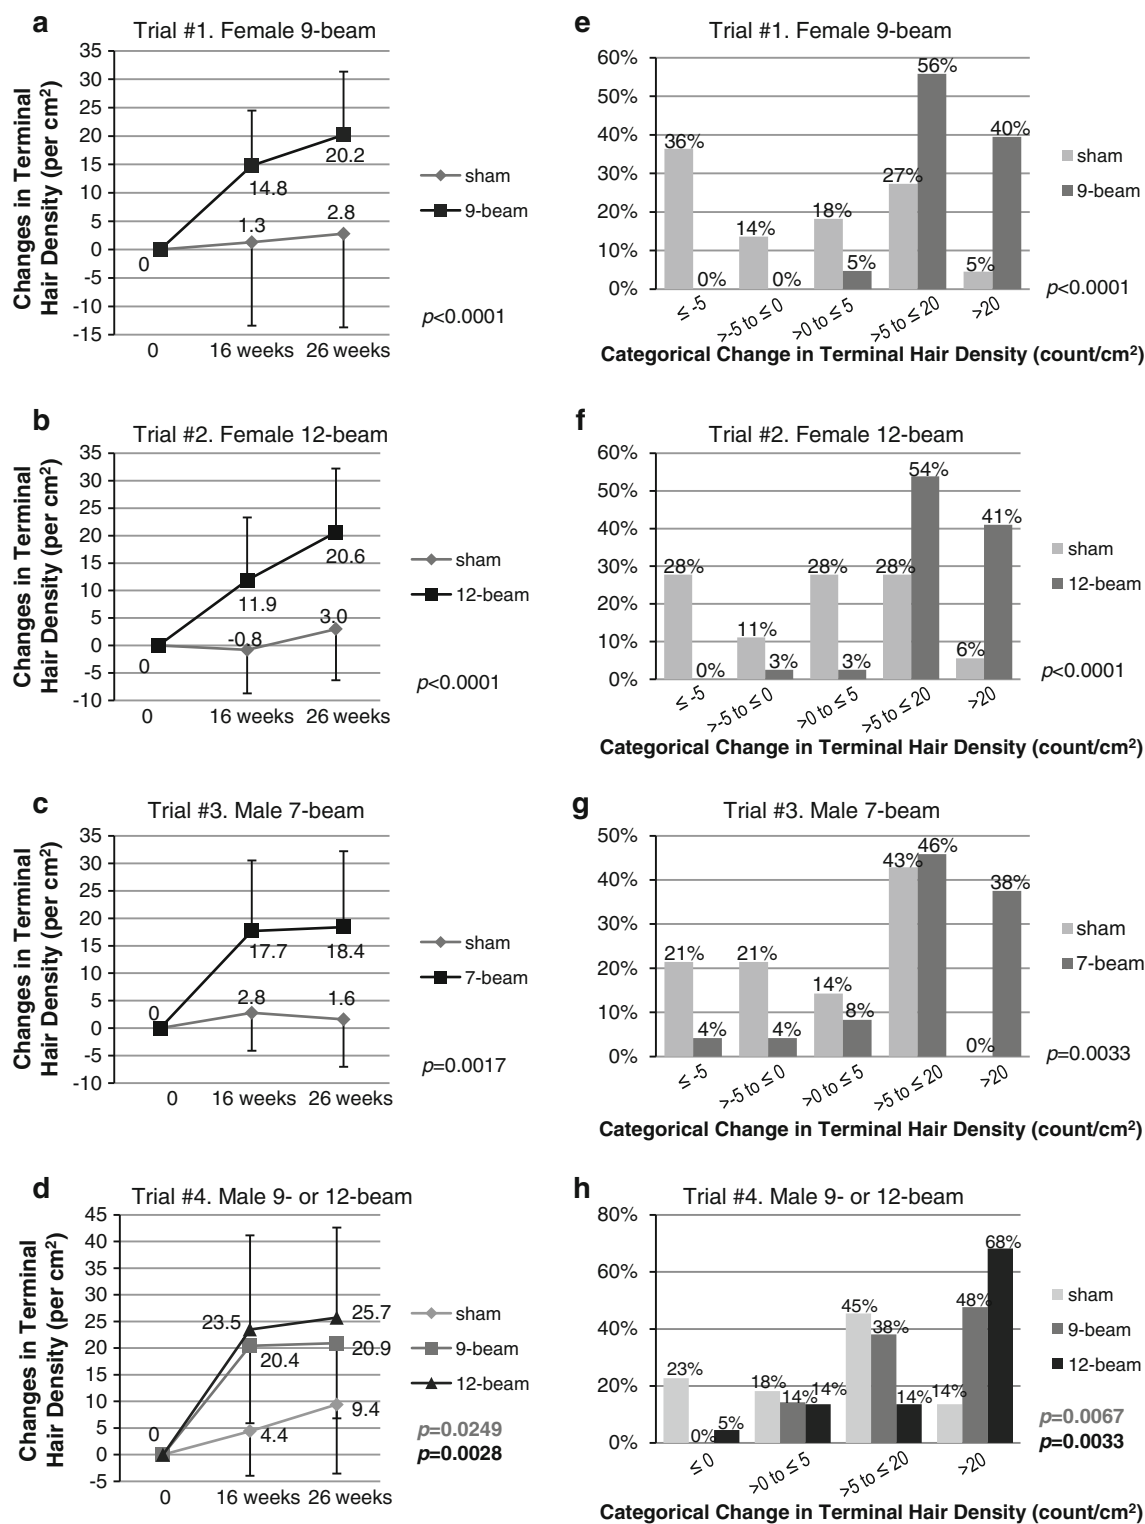 a
Trial #1. Female 9-beam
Changes in Terminal
Hair Density (per cm²)
35
30
25
20
15
10
5
0
-5
-10
-15
0
14.8
20.2
1.3
2.8
0
16 weeks
26 weeks
sham
9-beam
p<0.0001
e
Trial #1. Female 9-beam
60%
50%
40%
30%
20%
10%
0%
36%
0%
14%
0%
18%
5%
27%
56%
5%
40%
≤ -5
>-5 to ≤ 0
>0 to ≤ 5
>5 to ≤ 20
>20
sham
9-beam
p<0.0001
Categorical Change in Terminal Hair Density (count/cm²)
b
Trial #2. Female 12-beam
Changes in Terminal
Hair Density (per cm²)
35
30
25
20
15
10
5
0
-5
-10
0
11.9
20.6
-0.8
3.0
0
16 weeks
26 weeks
sham
12-beam
p<0.0001
f
Trial #2. Female 12-beam
60%
50%
40%
30%
20%
10%
0%
28%
0%
11%
3%
28%
3%
28%
54%
6%
41%
≤ -5
>-5 to ≤ 0
>0 to ≤ 5
>5 to ≤ 20
>20
sham
12-beam
p<0.0001
Categorical Change in Terminal Hair Density (count/cm²)
c
Trial #3. Male 7-beam
Changes in Terminal
Hair Density (per cm²)
35
30
25
20
15
10
5
0
-5
-10
0
17.7
18.4
2.8
1.6
0
16 weeks
26 weeks
sham
7-beam
p=0.0017
g
Trial #3. Male 7-beam
50%
40%
30%
20%
10%
0%
21%
4%
21%
4%
14%
8%
43%
46%
0%
38%
≤ -5
>-5 to ≤ 0
>0 to ≤ 5
>5 to ≤ 20
>20
sham
7-beam
p=0.0033
Categorical Change in Terminal Hair Density (count/cm²)
d
Trial #4. Male 9- or 12-beam
Changes in Terminal
Hair Density (per cm²)
45
40
35
30
25
20
15
10
5
0
-5
0
23.5
25.7
20.4
20.9
4.4
9.4
0
16 weeks
26 weeks
sham
9-beam
12-beam
p=0.0249
p=0.0028
h
Trial #4. Male 9- or 12-beam
80%
60%
40%
20%
0%
23%
0%
5%
18%
14%
14%
45%
38%
14%
14%
48%
68%
≤ 0
>0 to ≤ 5
>5 to ≤ 20
>20
sham
9-beam
12-beam
p=0.0067
p=0.0033
Categorical Change in Terminal Hair Density (count/cm²)